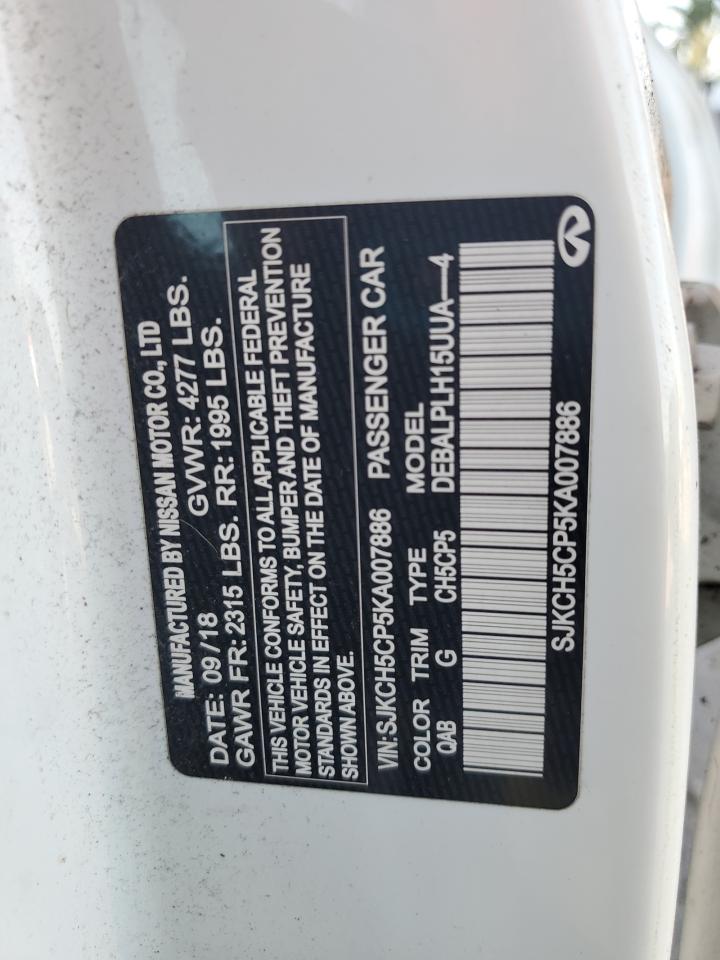 MANUFACTURED BY NISSAN MOTOR CO., LTD
DATE: 09/18 GVWR: 4277 LBS.
GAWR FR: 2315 LBS. RR: 1995 LBS.
THIS VEHICLE CONFORMS TO ALL APPLICABLE FEDERAL
MOTOR VEHICLE SAFETY, BUMPER AND THEFT PREVENTION
STANDARDS IN EFFECT ON THE DATE OF MANUFACTURE
SHOWN ABOVE.
VIN: SJKCH5CP5KA007886 PASSENGER CAR
COLOR TRIM TYPE MODEL
QAB G CH5CP5 DEBALPLH15UUA—4
SJKCH5CP5KA007886